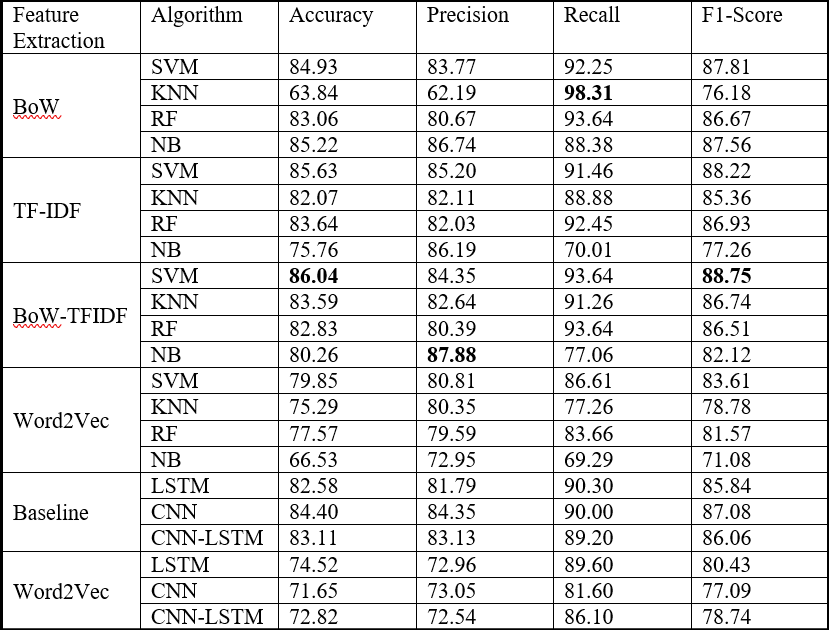 Feature Extraction Algorithm Accuracy Precision Recall F1-Score
BoW SVM 84.93 83.77 92.25 87.81
KNN 63.84 62.19 98.31 76.18
RF 83.06 80.67 93.64 86.67
NB 85.22 86.74 88.38 87.56
TF-IDF SVM 85.63 85.20 91.46 88.22
KNN 82.07 82.11 88.88 85.36
RF 83.64 82.03 92.45 86.93
NB 75.76 86.19 70.01 77.26
BoW-TFIDF SVM 86.04 84.35 93.64 88.75
KNN 83.59 82.64 91.26 86.74
RF 82.83 80.39 93.64 86.51
NB 80.26 87.88 77.06 82.12
Word2Vec SVM 79.85 80.81 86.61 83.61
KNN 75.29 80.35 77.26 78.78
RF 77.57 79.59 83.66 81.57
NB 66.53 72.95 69.29 71.08
Baseline LSTM 82.58 81.79 90.30 85.84
CNN 84.40 84.35 90.00 87.08
CNN-LSTM 83.11 83.13 89.20 86.06
Word2Vec LSTM 74.52 72.96 89.60 80.43
CNN 71.65 73.05 81.60 77.09
CNN-LSTM 72.82 72.54 86.10 78.74